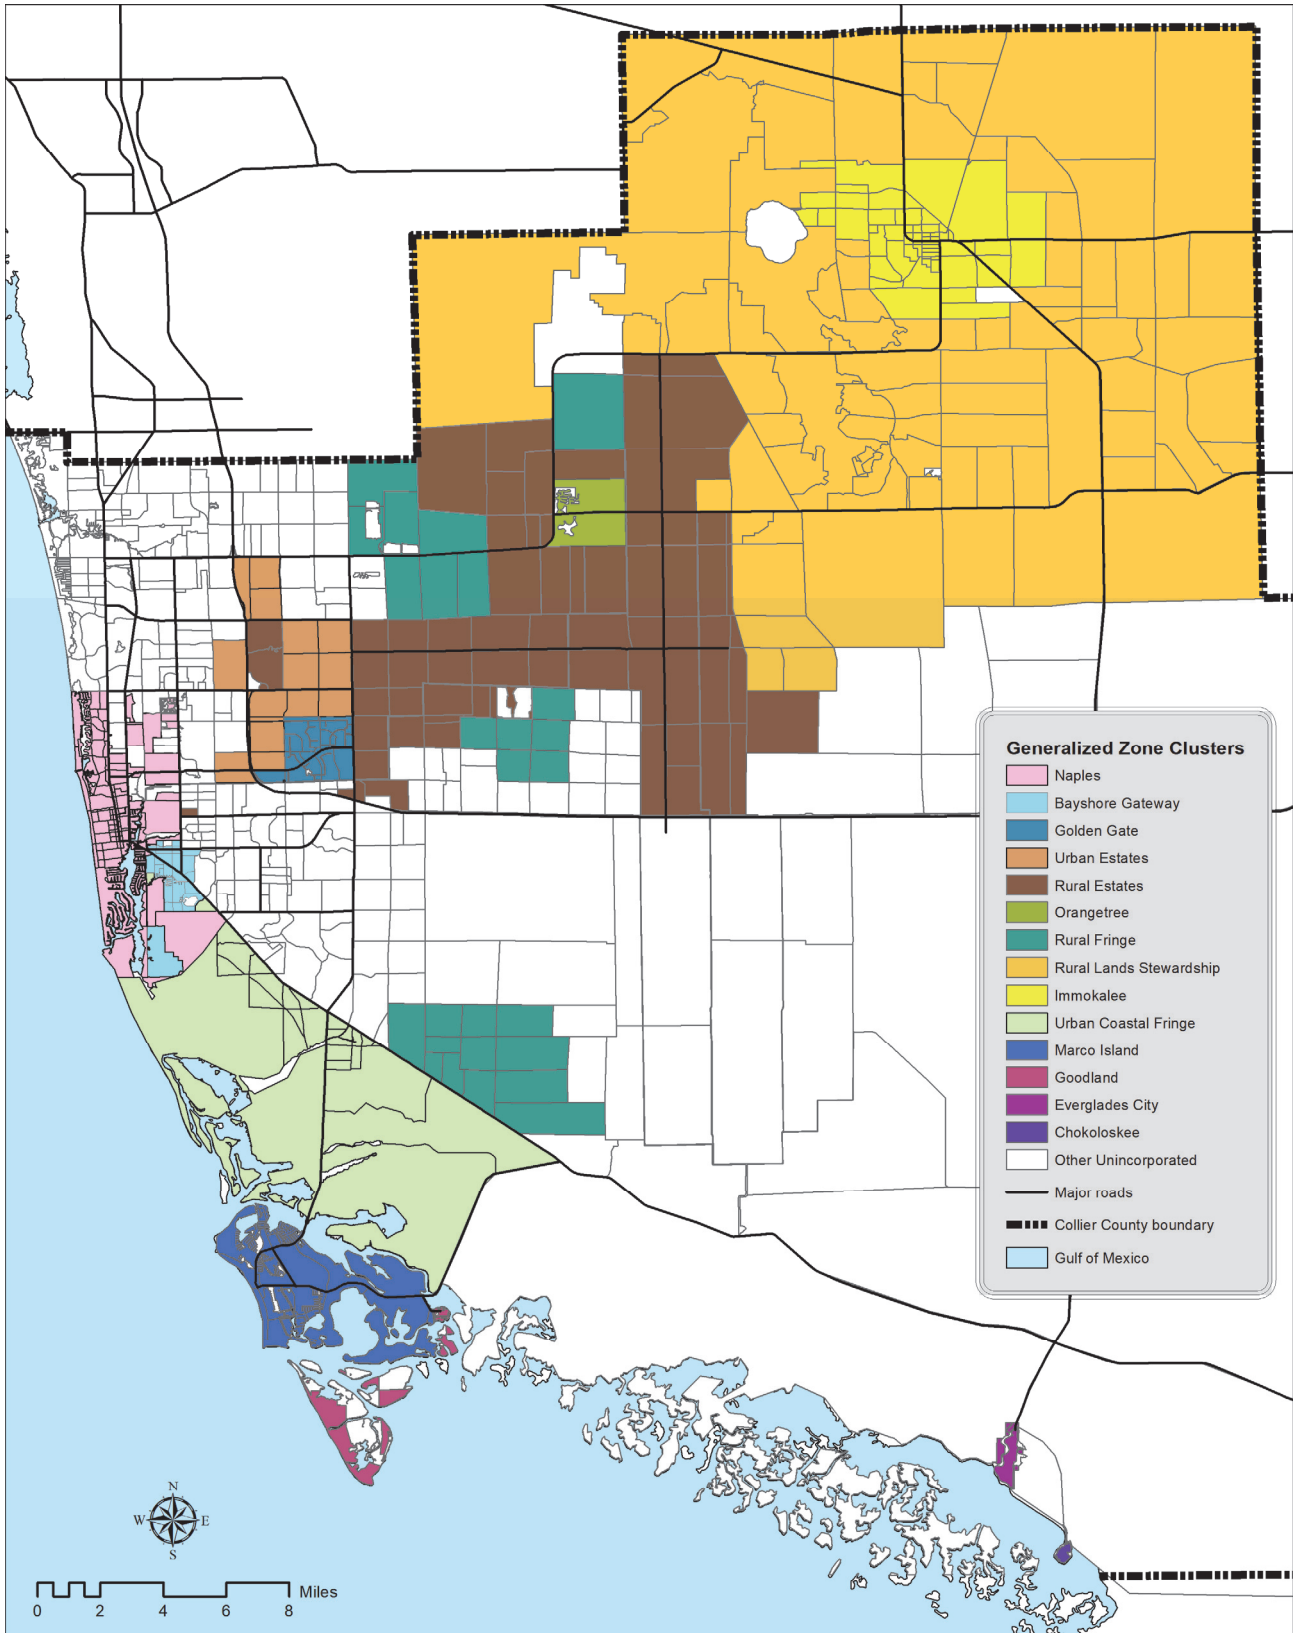 Generalized Zone Clusters
Naples
Bayshore Gateway
Golden Gate
Urban Estates
Rural Estates
Orangetree
Rural Fringe
Rural Lands Stewardship
Immokalee
Urban Coastal Fringe
Marco Island
Goodland
Everglades City
Chokoloskee
Other Unincorporated
Major roads
Collier County boundary
Gulf of Mexico
N
W E
S
Miles
0 2 4 6 8